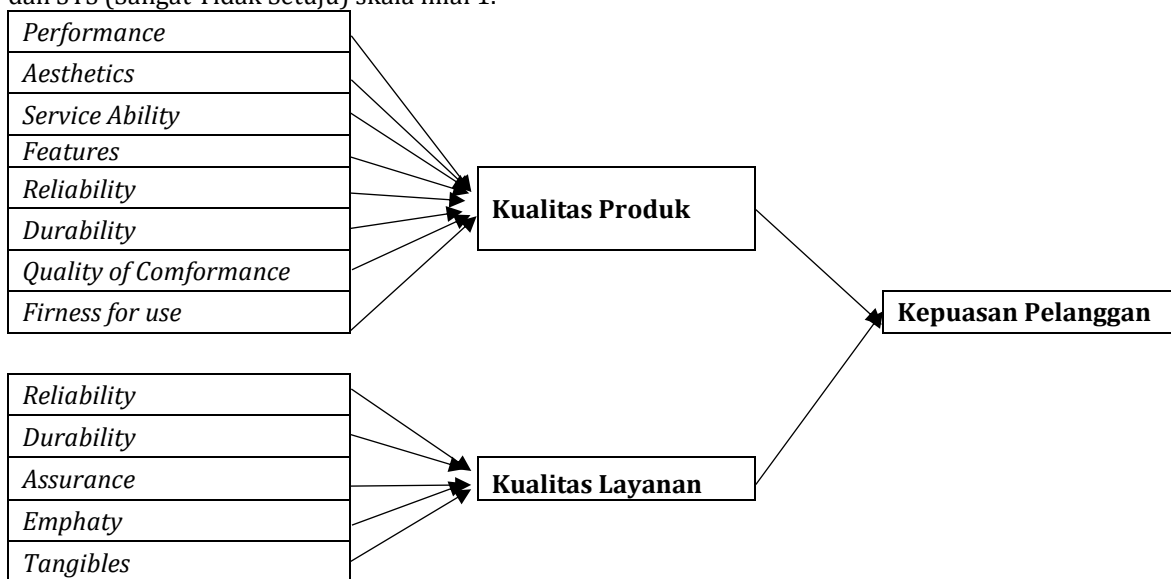 dan STS (Sangat Tidak Setuju) skala nilai 1.
Performance
Aesthetics
Service Ability
Features
Reliability
Durability
Quality of Comformance
Firness for use
Kualitas Produk
Kepuasan Pelanggan
Reliability
Durability
Assurance
Emphaty
Tangibles
Kualitas Layanan